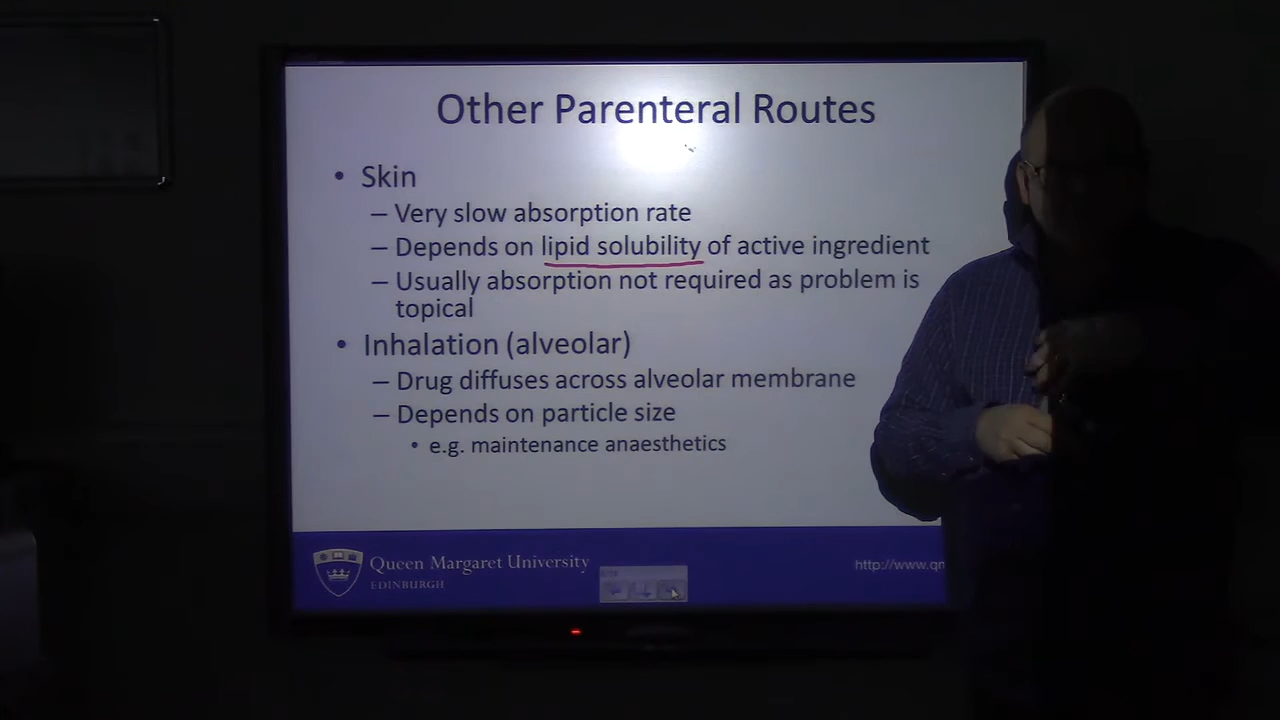 Other Parenteral Routes
• Skin
– Very slow absorption rate
– Depends on lipid solubility of active ingredient
– Usually absorption not required as problem is
topical
• Inhalation (alveolar)
– Drug diffuses across alveolar membrane
– Depends on particle size
• e.g. maintenance anaesthetics
Queen Margaret University
EDINBURGH
http://www.qm